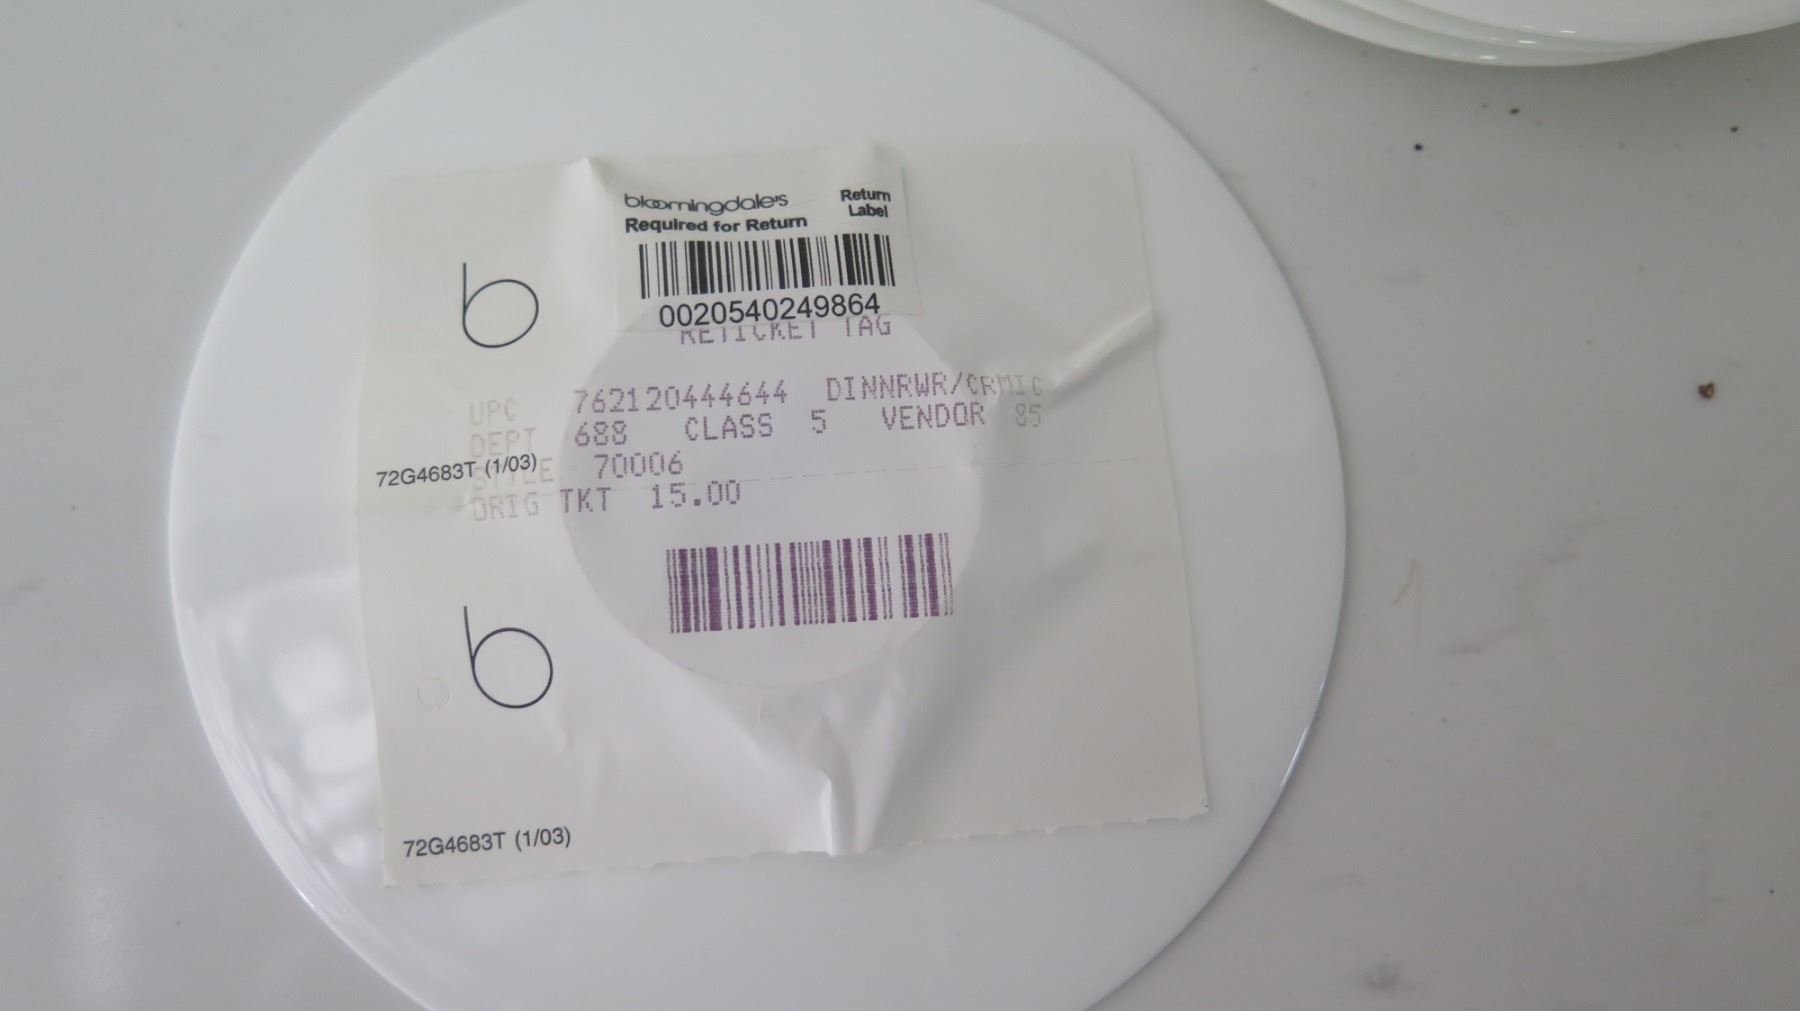 bloomingdale's Return
Required for Return Label
0020540249864
RETICKET TAG
b
UPC 762120444644 DINNRWR/CRMIC
DEPT 688 CLASS 5 VENDOR 85
72G4683T (1/03)
STYLE 70006
ORIG TKT 15.00
b
72G4683T (1/03)